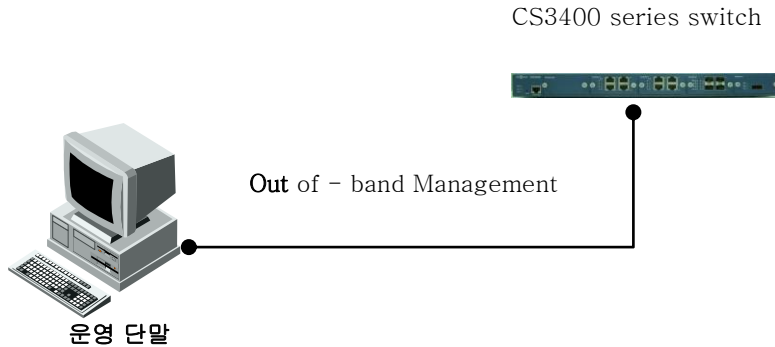 CS3400 series switch
Out of - band Management
운영 단말